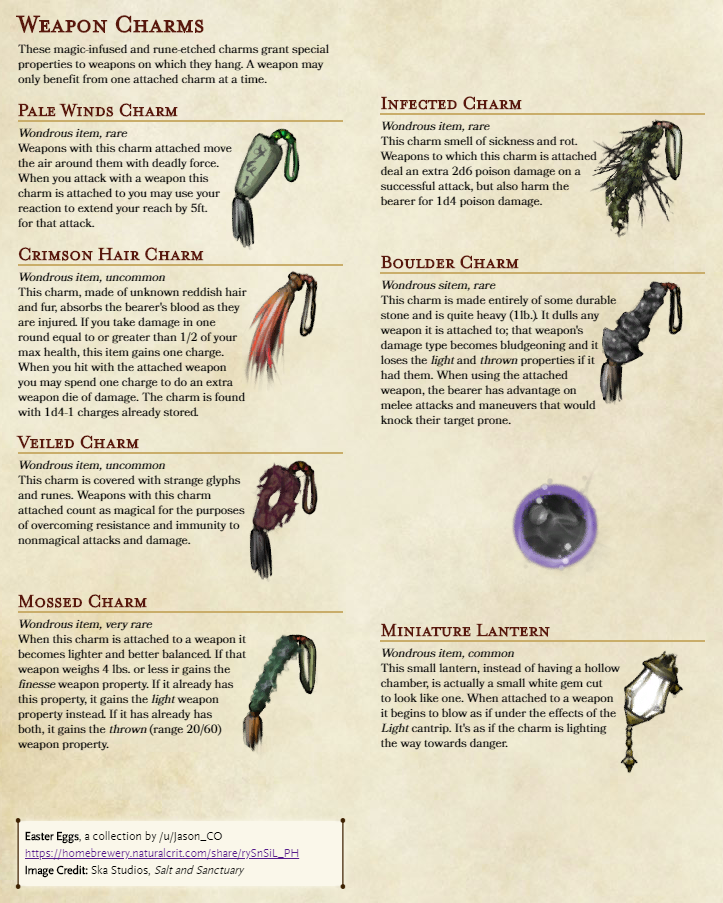 Weapon Charms
These magic-infused and rune-etched charms grant special
properties to weapons on which they hang. A weapon may
only benefit from one attached charm at a time.
Pale Winds Charm
Wondrous item, rare
Weapons with this charm attached move
the air around them with deadly force.
When you attack with a weapon this
charm is attached to you may use your
reaction to extend your reach by 5ft.
for that attack.
Crimson Hair Charm
Wondrous item, uncommon
This charm, made of unknown reddish hair
and fur, absorbs the bearer's blood as they
are injured. If you take damage in one
round equal to or greater than 1/2 of your
max health, this item gains one charge.
When you hit with the attached weapon
you may spend one charge to do an extra
weapon die of damage. The charm is found
with 1d4-1 charges already stored.
Veiled Charm
Wondrous item, uncommon
This charm is covered with strange glyphs
and runes. Weapons with this charm
attached count as magical for the purposes
of overcoming resistance and immunity to
nonmagical attacks and damage.
Mossed Charm
Wondrous item, very rare
When this charm is attached to a weapon it
becomes lighter and better balanced. If that
weapon weighs 4 lbs. or less ir gains the
finesse weapon property. If it already has
this property, it gains the light weapon
property instead. If it has already has
both, it gains the thrown (range 20/60)
weapon property.
Easter Eggs, a collection by /u/Jason_CO
https://homebrewery.naturalcrit.com/share/rySnSiL_PH
Image Credit: Ska Studios, Salt and Sanctuary
Infected Charm
Wondrous item, rare
This charm smell of sickness and rot.
Weapons to which this charm is attached
deal an extra 2d6 poison damage on a
successful attack, but also harm the
bearer for 1d4 poison damage.
Boulder Charm
Wondrous sitem, rare
This charm is made entirely of some durable
stone and is quite heavy (1lb.). It dulls any
weapon it is attached to; that weapon's
damage type becomes bludgeoning and it
loses the light and thrown properties if it
had them. When using the attached
weapon, the bearer has advantage on
melee attacks and maneuvers that would
knock their target prone.
Miniature Lantern
Wondrous item, common
This small lantern, instead of having a hollow
chamber, is actually a small white gem cut
to look like one. When attached to a weapon
it begins to blow as if under the effects of the
Light cantrip. It's as if the charm is lighting
the way towards danger.